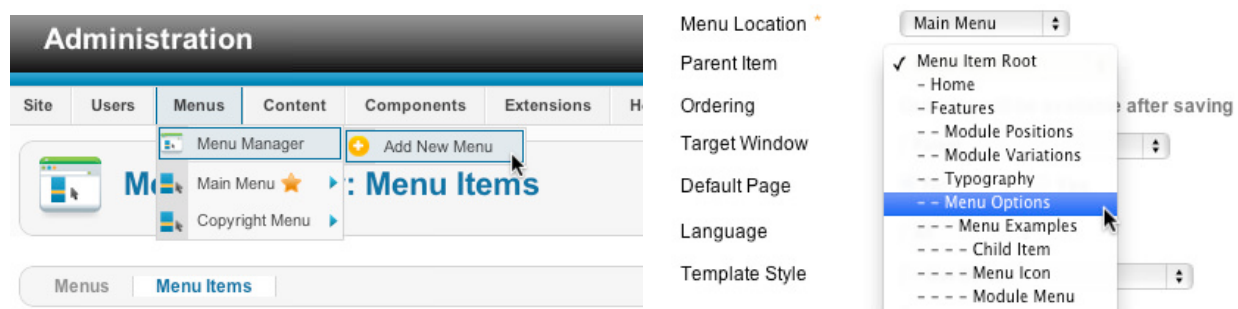 Administration
Site Users Menus Content Components Extensions
Menu Manager Add New Menu
: Menu Items
Main Menu
Copyright Menu
Menus Menu Items
Menu Location * Main Menu
Parent Item
Ordering after saving
Target Window
Default Page
Language
Template Style
✓ Menu Item Root
- Home
- Features
- - Module Positions
- - Module Variations
- - Typography
- - Menu Options
- - - Menu Examples
- - - - Child Item
- - - - Menu Icon
- - - - Module Menu